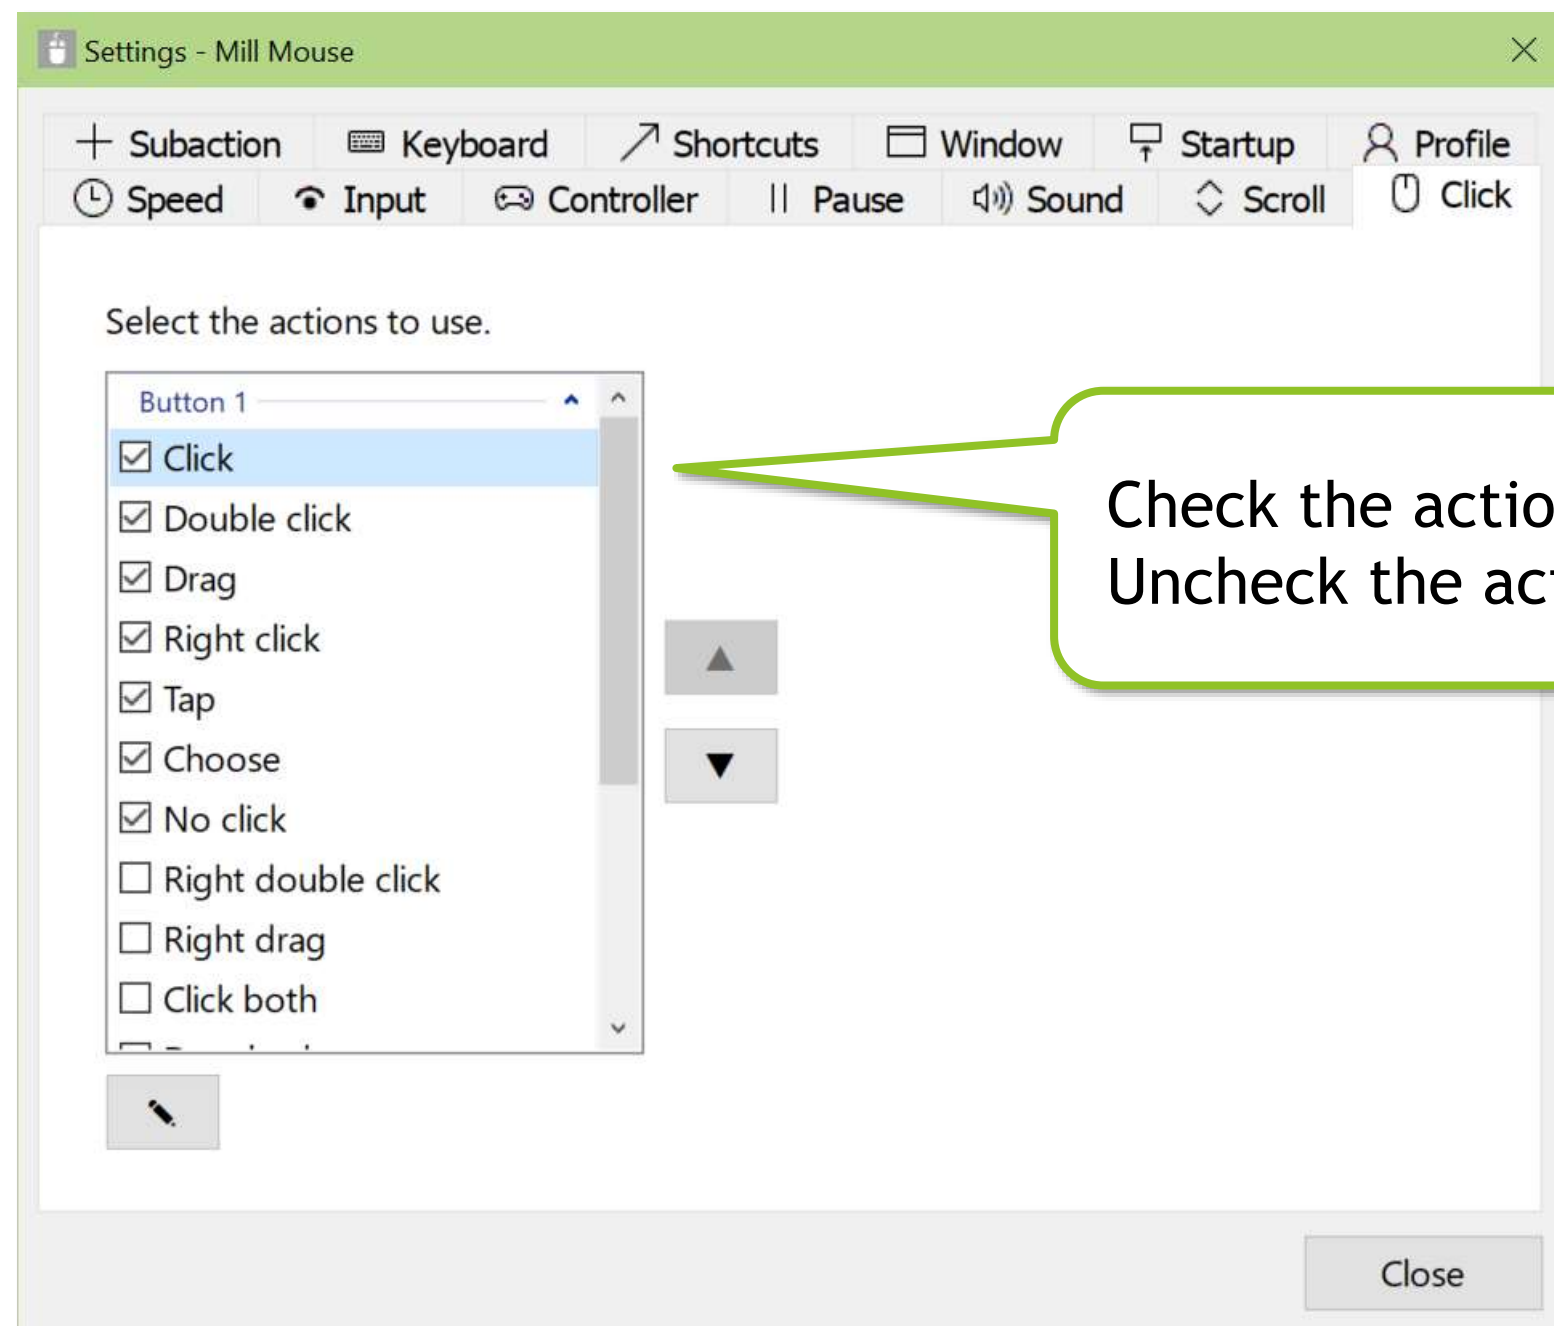 Settings - Mill Mouse
Subaction Keyboard Shortcuts Window Startup Profile
Speed Input Controller Pause Sound Scroll Click
Select the actions to use.
Button 1
Click
Double click
Drag
Right click
Tap
Choose
No click
Right double click
Right drag
Click both
Check the
Uncheck the
Close